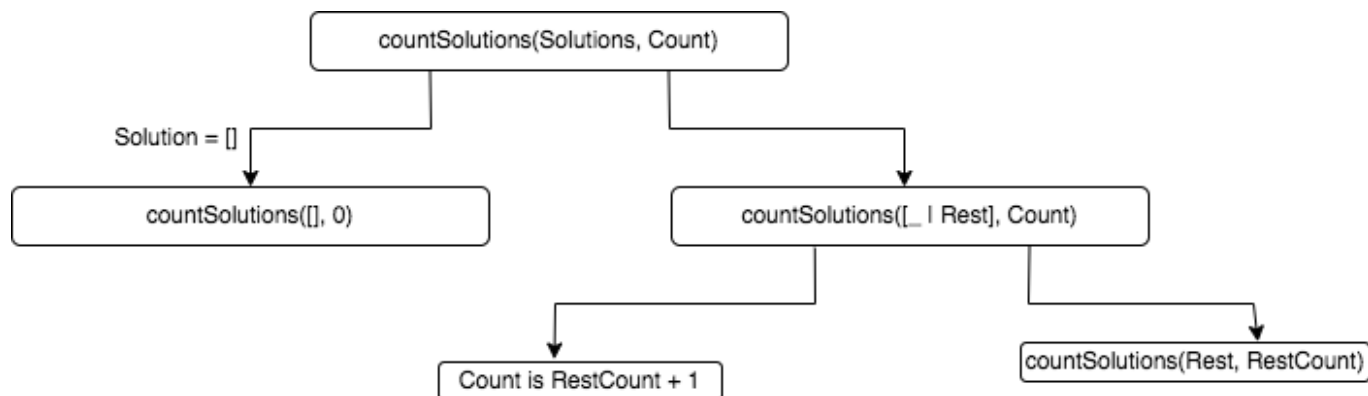 countSolutions(Solutions, Count)
Solution = []
countSolutions([], 0)
countSolutions([_ | Rest], Count)
Count is RestCount + 1
countSolutions(Rest, RestCount)